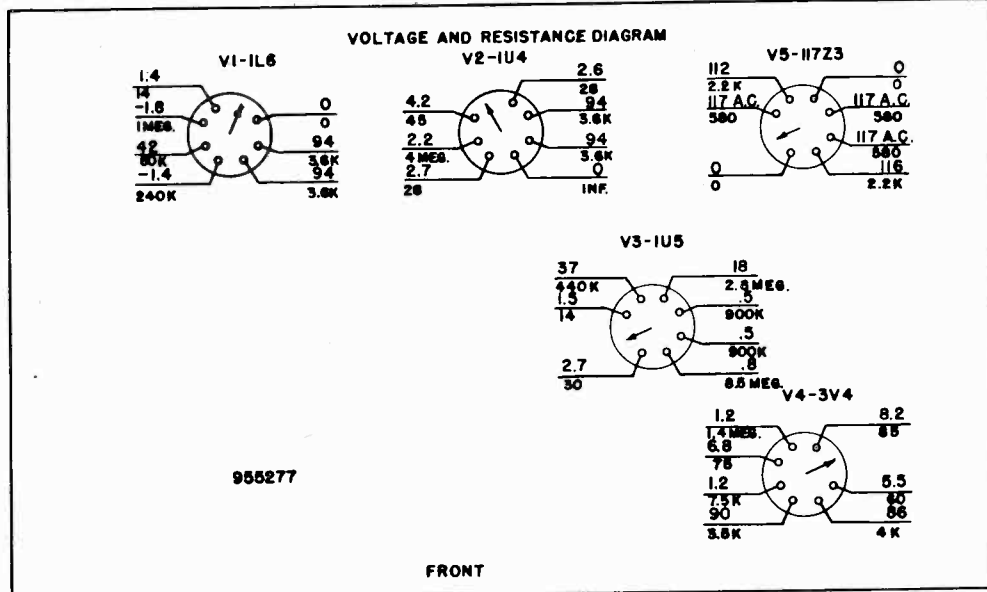 VOLTAGE AND RESISTANCE DIAGRAM
V1-1L6
1.4
14
-1.8
1MEG.
42
80K
-1.4
240K
0
0
94
3.6K
94
3.6K
V2-1U4
4.2
45
2.2
4 MEG.
2.7
28
2.6
28
94
3.6K
94
3.6K
0
INF.
V5-117Z3
112
2.2K
117 A.C.
580
0
0
0
0
117 A.C.
580
117 A.C.
580
116
2.2K
V3-1U5
37
440K
1.5
14
2.7
30
18
2.8 MEG.
.5
900K
.5
900K
.8
8.5 MEG.
V4-3V4
1.2
1.4 MEG.
6.8
75
1.2
7.5K
90
3.5K
8.2
85
5.5
60
86
4K
955277
FRONT